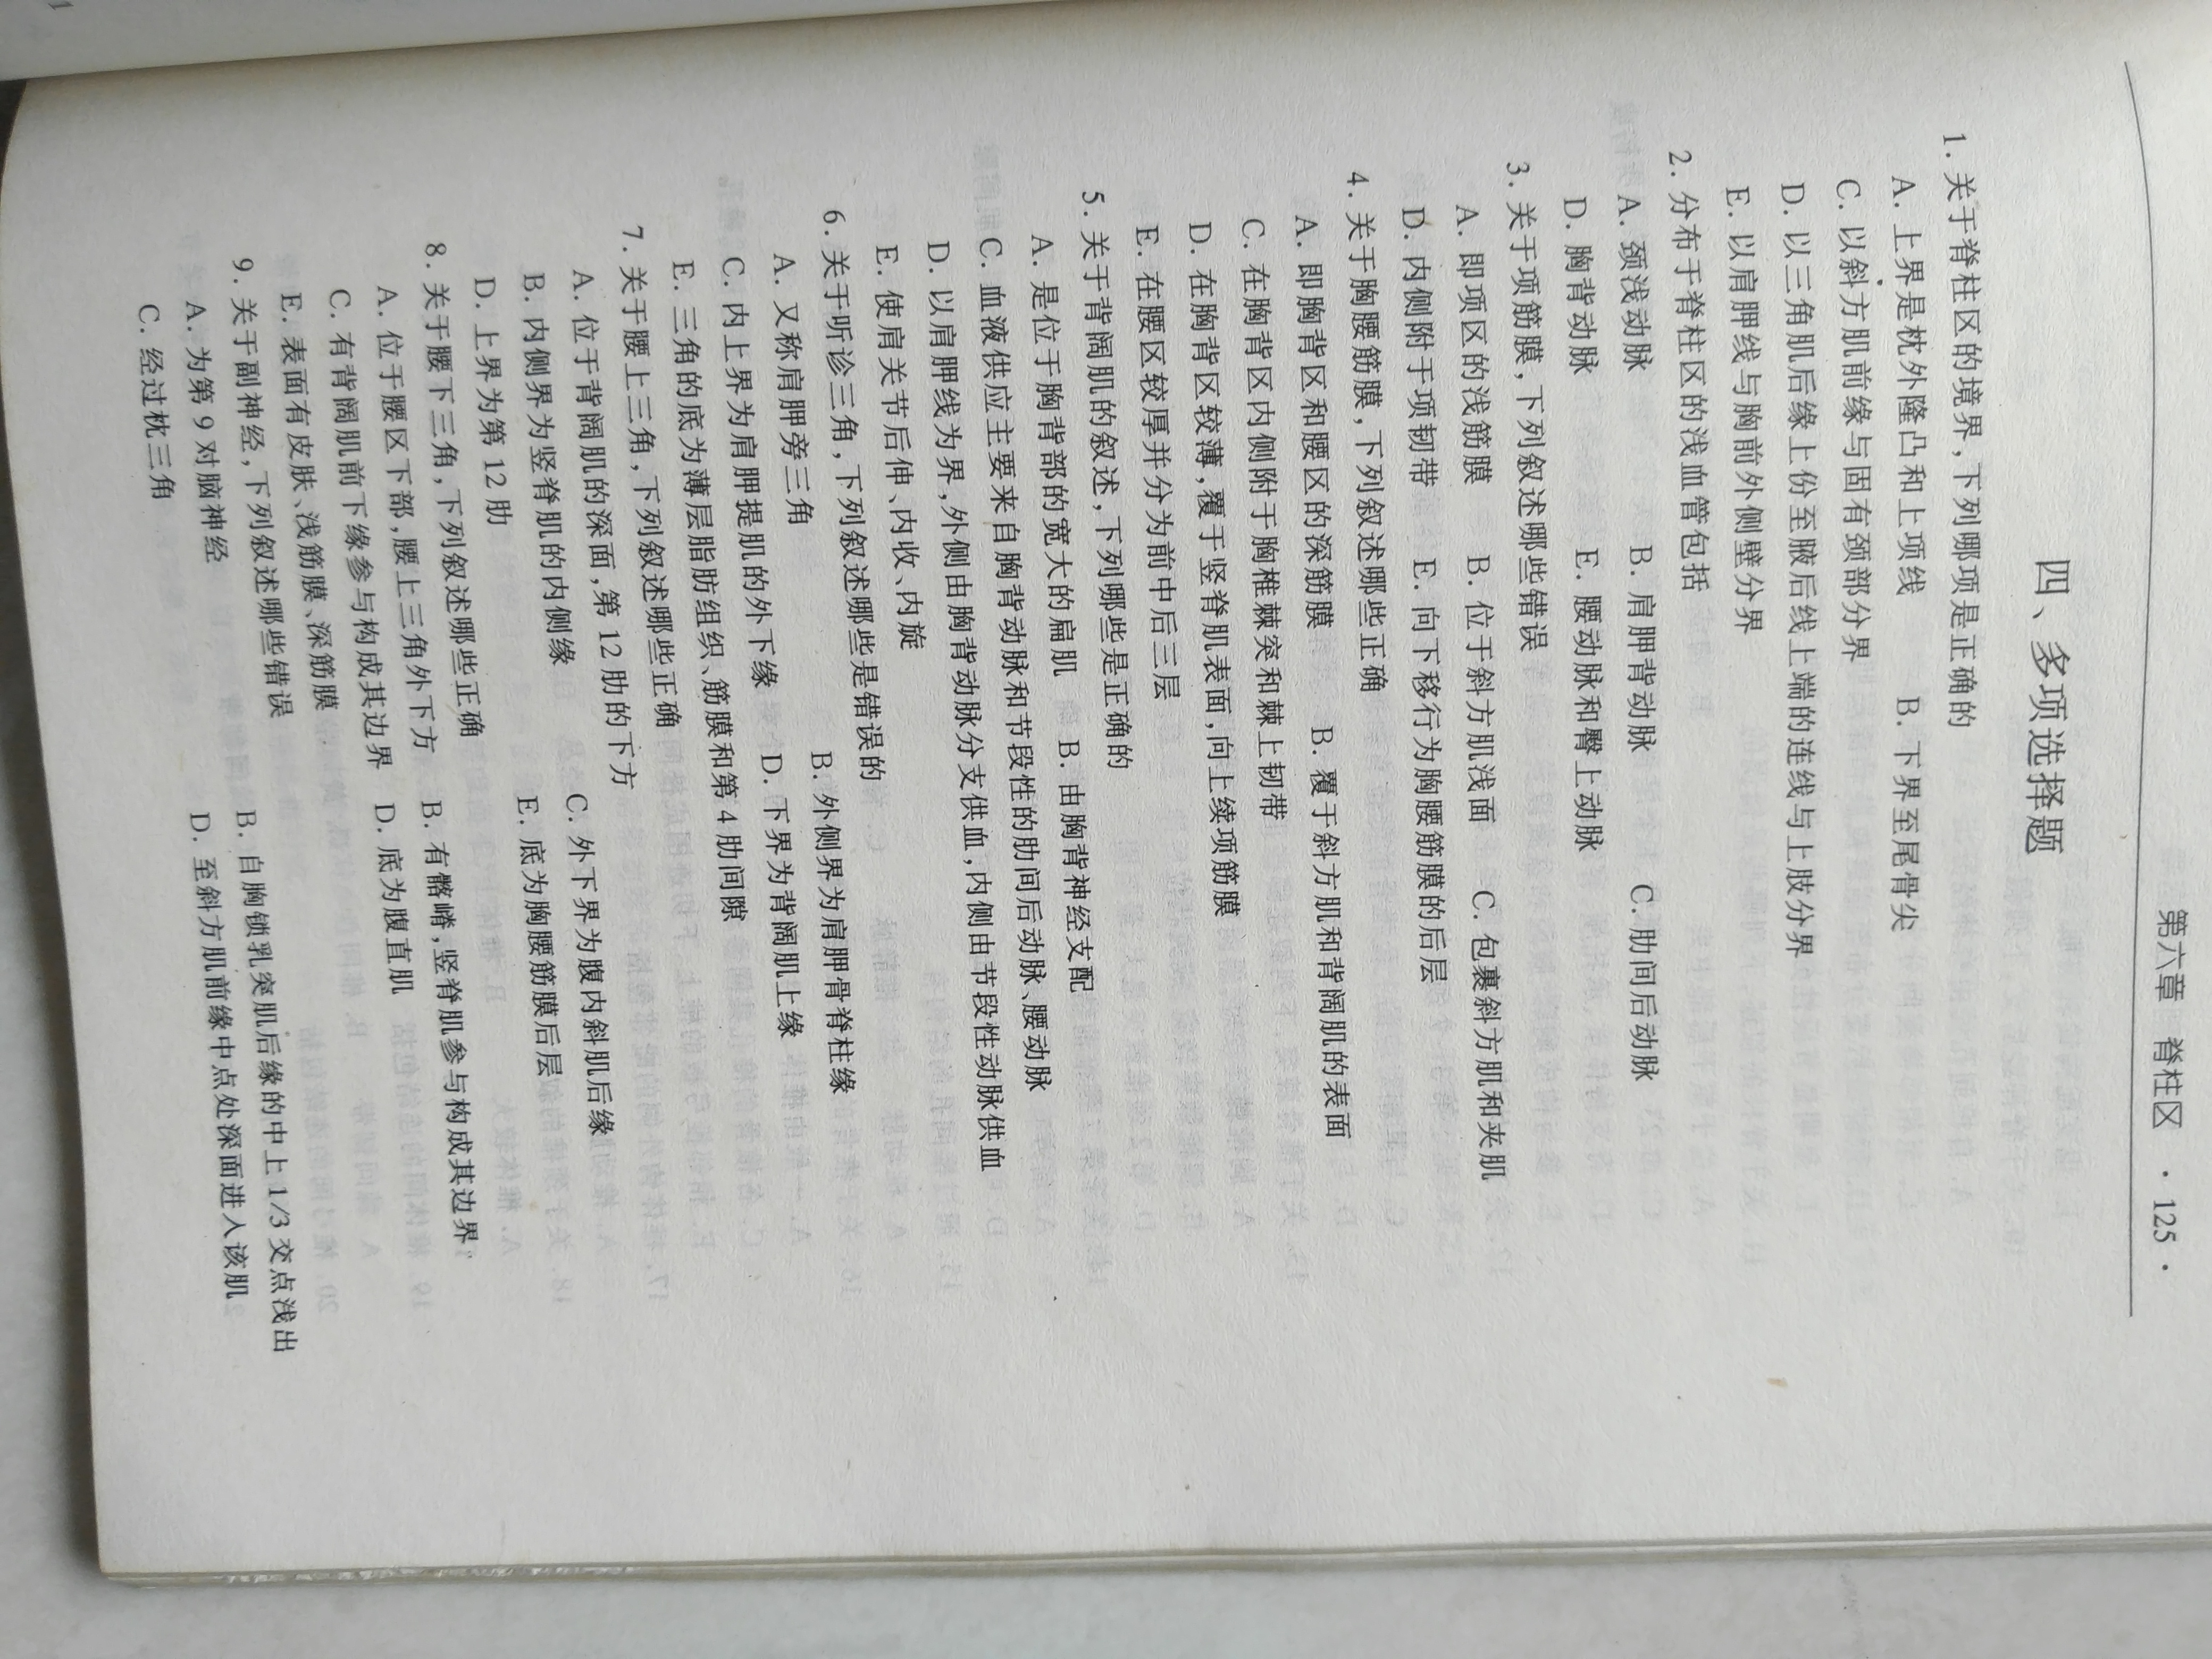 第六章 脊柱区 · 125 ·
四、多项选择题
1. 关于脊柱区的境界,下列哪项是正确的
A. 上界是枕外隆凸和上项线 B. 下界至尾骨尖
C. 以斜方肌前缘与固有颈部分界
D. 以三角肌后缘上份至腋后线上端的连线与上肢分界
E. 以肩胛线与胸前外侧壁分界
2. 分布于脊柱区的浅血管包括
A. 颈浅动脉 B. 肩胛背动脉 C. 肋间后动脉
D. 胸背动脉 E. 腰动脉和臀上动脉
3. 关于项筋膜,下列叙述哪些错误
A. 即项区的浅筋膜 B. 位于斜方肌浅面 C. 包裹斜方肌和夹肌
D. 内侧附于项韧带 E. 向下移行为胸腰筋膜的后层
4. 关于胸腰筋膜,下列叙述哪些正确
A. 即胸背区和腰区的深筋膜 B. 覆于斜方肌和背阔肌的表面
C. 在胸背区内侧附于胸椎棘突和棘上韧带
D. 在胸背区较薄,覆于竖脊肌表面,向上续项筋膜
E. 在腰区较厚并分为前中后三层
5. 关于背阔肌的叙述,下列哪些是正确的
A. 是位于胸背部的宽大的扁肌 B. 由胸背神经支配
C. 血液供应主要来自胸背动脉和节段性的肋间后动脉、腰动脉
D. 以肩胛线为界,外侧由胸背动脉分支供血,内侧由节段性动脉供血
E. 使肩关节后伸、内收、内旋
6. 关于听诊三角,下列叙述哪些是错误的
A. 又称肩胛旁三角 B. 外侧界为肩胛骨脊柱缘
C. 内上界为肩胛提肌的外下缘 D. 下界为背阔肌上缘
E. 三角的底为薄层脂肪组织、筋膜和第 4 肋间隙
7. 关于腰上三角,下列叙述哪些正确
A. 位于背阔肌的深面,第 12 肋的下方
B. 内侧界为竖脊肌的内侧缘 C. 外下界为腹内斜肌后缘
D. 上界为第 12 肋 E. 底为胸腰筋膜后层
8. 关于腰下三角,下列叙述哪些正确
A. 位于腰区下部,腰上三角外下方 B. 有髂嵴,竖脊肌参与构成其边界
C. 有背阔肌前下缘参与构成其边界 D. 底为腹直肌
E. 表面有皮肤、浅筋膜、深筋膜
9. 关于副神经,下列叙述哪些错误
A. 为第 9 对脑神经 B. 自胸锁乳突肌后缘的中上 1/3 交点浅出
C. 经过枕三角 D. 至斜方肌前缘中点处深面进入该肌